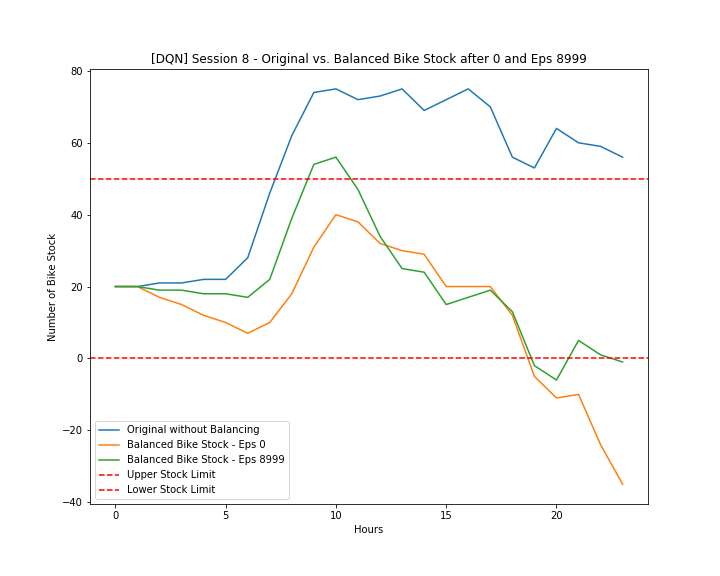 [DQN] Session 8 - Original vs. Balanced Bike Stock after 0 and Eps 8999
80
60
40
20
0
−20
−40
Number of Bike Stock
Original without Balancing
Balanced Bike Stock - Eps 0
Balanced Bike Stock - Eps 8999
Upper Stock Limit
Lower Stock Limit
0 5 10 15 20
Hours